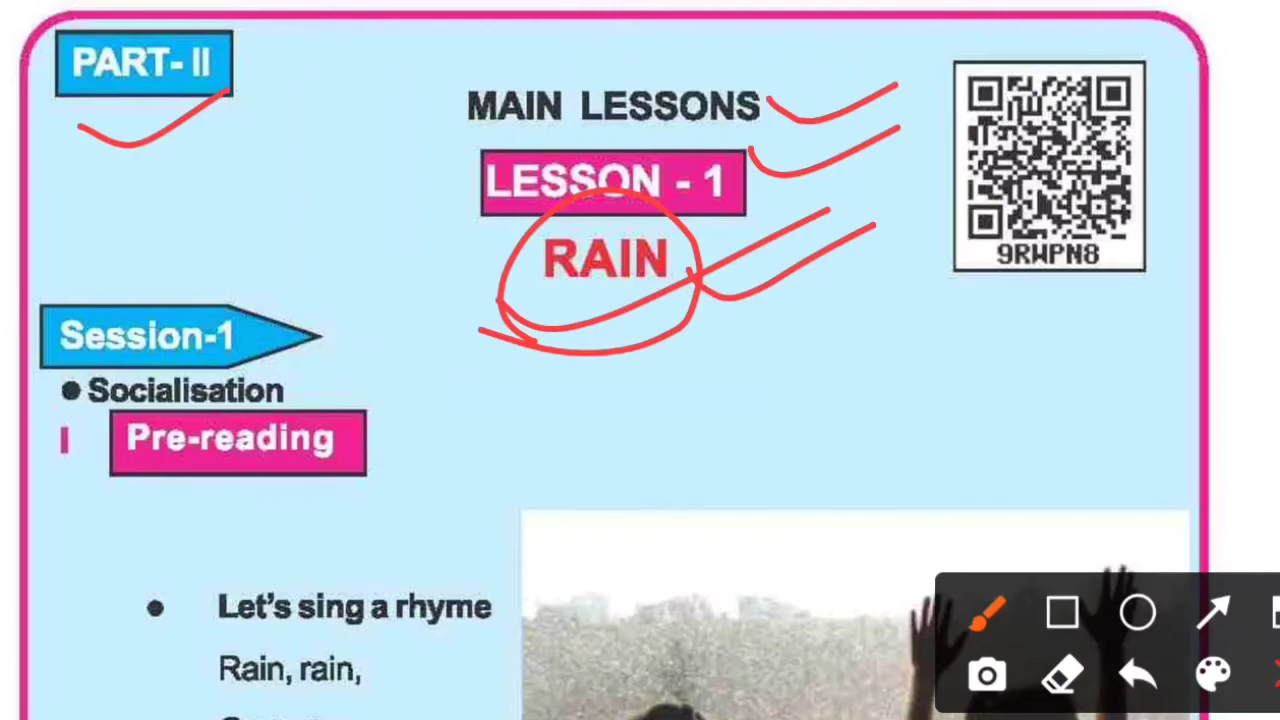 PART- II
MAIN LESSONS
LESSON - 1
RAIN
9RWPN8
Session-1
● Socialisation
I Pre-reading
● Let's sing a rhyme
Rain, rain,